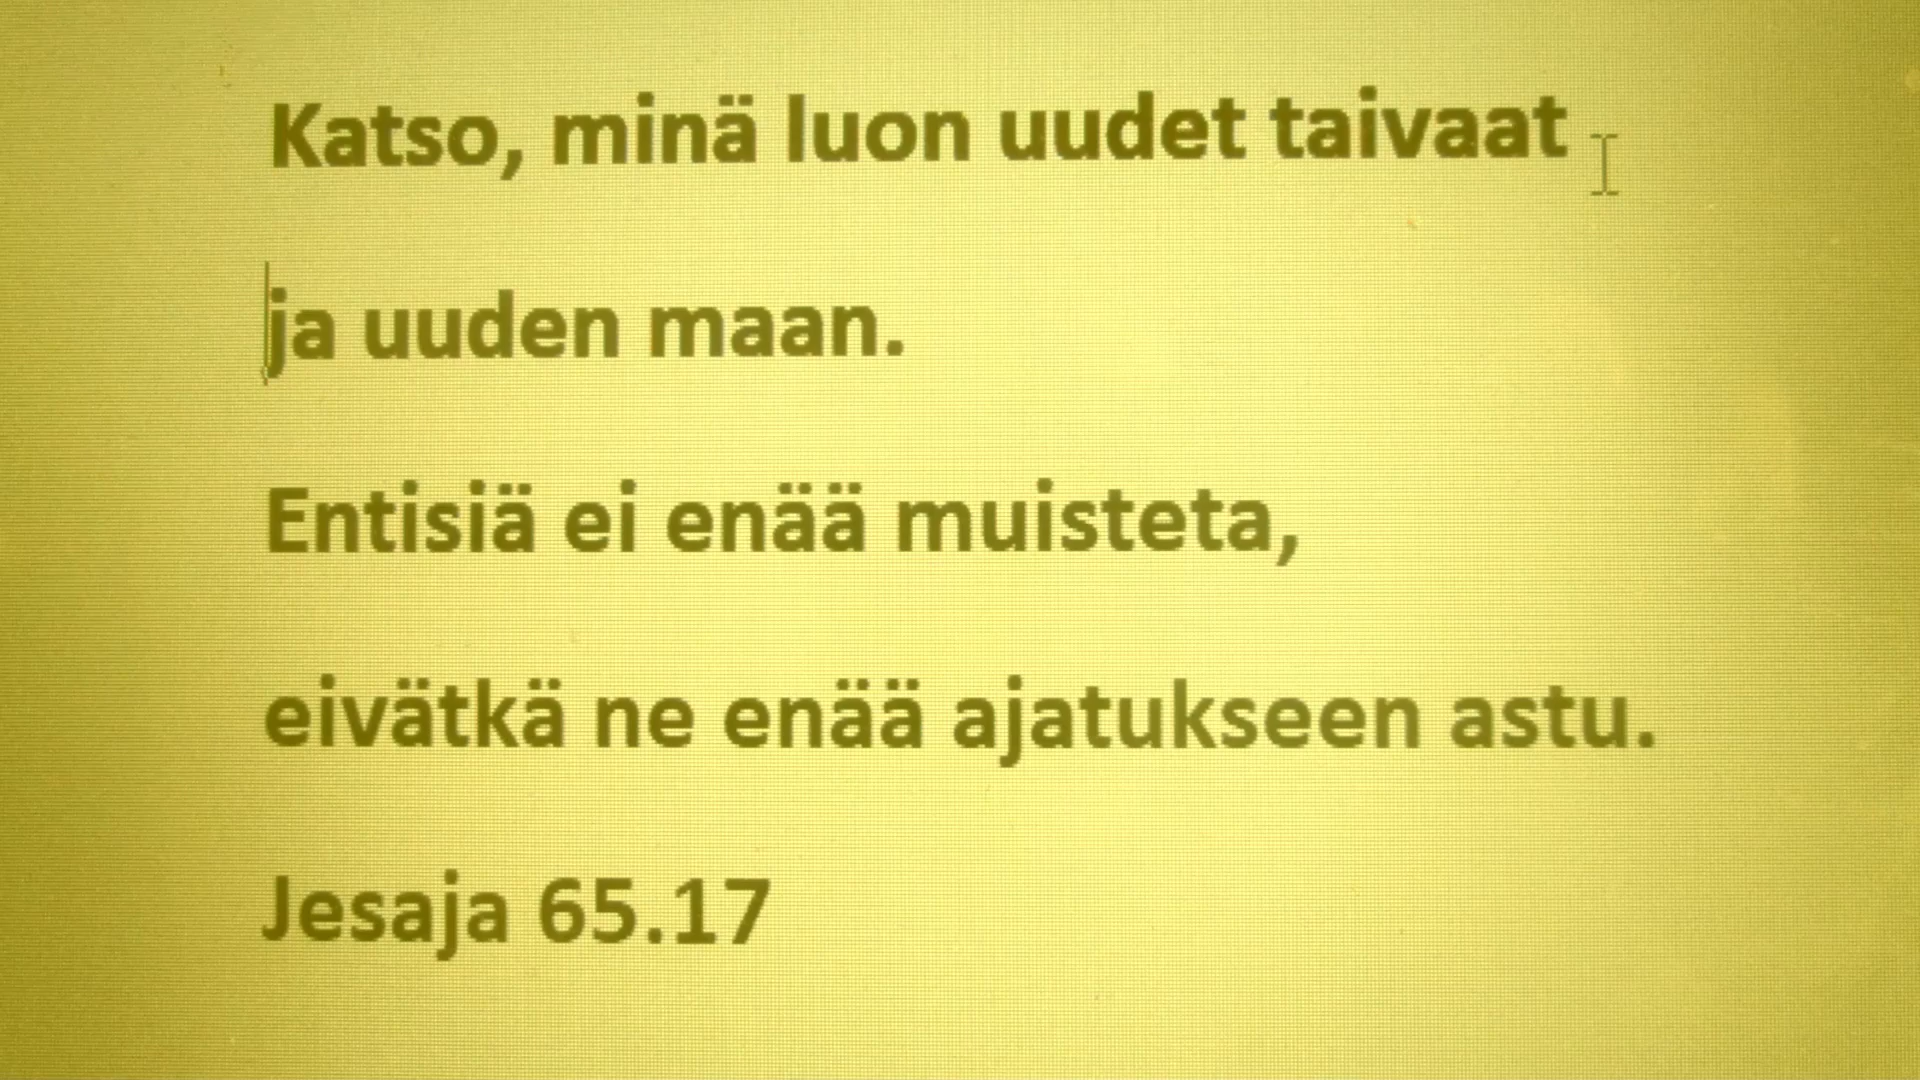 Katso, minä luon uudet taivaat
ja uuden maan.
Entisiä ei enää muisteta,
eivätkä ne enää ajatukseen astu.
Jesaja 65.17